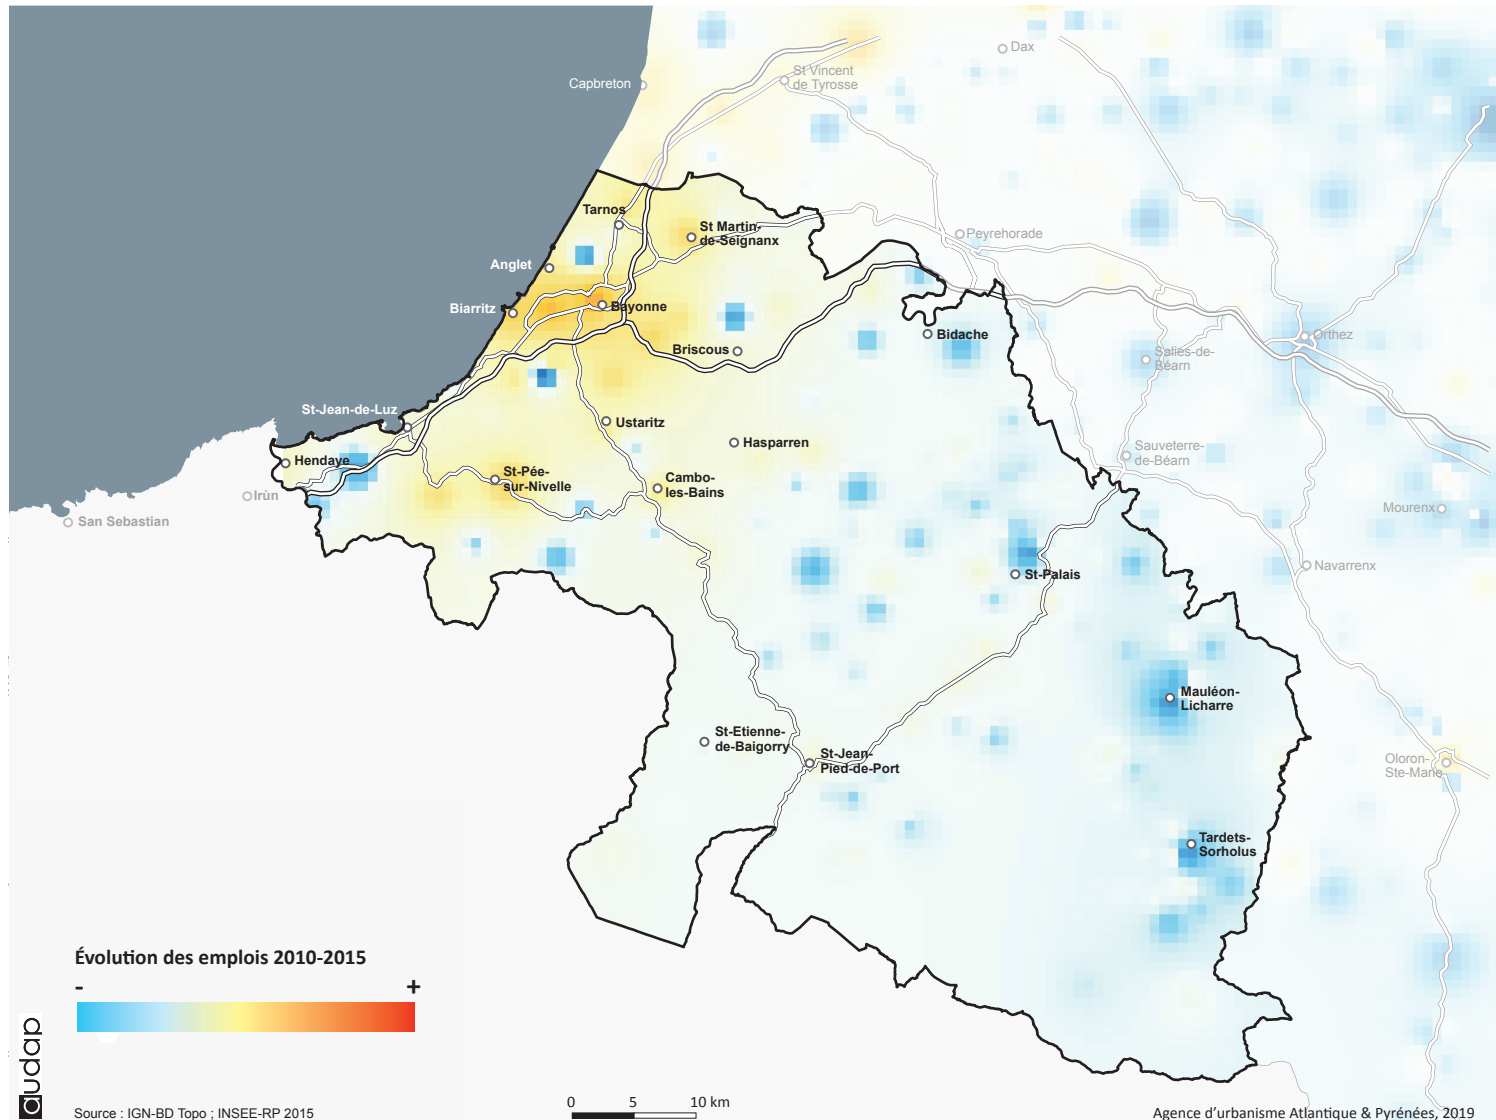 Dax
St Vincent
de Tyrosse
Capbreton
Tarnos
St Martin-
de-Seignanx
Peyrehorade
Anglet
Biarritz
Bayonne
Bidache
Orthez
Briscous
Salies-de-
Béarn
St-Jean-de-Luz
Ustaritz
Hasparren
Sauveterre-
de-Béarn
Hendaye
St-Pée-
sur-Nivelle
Cambo-
les-Bains
Irùn
San Sebastian
Mourenx
Navarrenx
St-Palais
Mauléon-
Licharre
St-Etienne-
de-Baigorry
St-Jean-
Pied-de-Port
Oloron-
Ste-Marie
Tardets-
Sorholus
Évolution des emplois 2010-2015
- +
audap
Source : IGN-BD Topo ; INSEE-RP 2015
0 5 10 km
Agence d'urbanisme Atlantique & Pyrénées, 2019